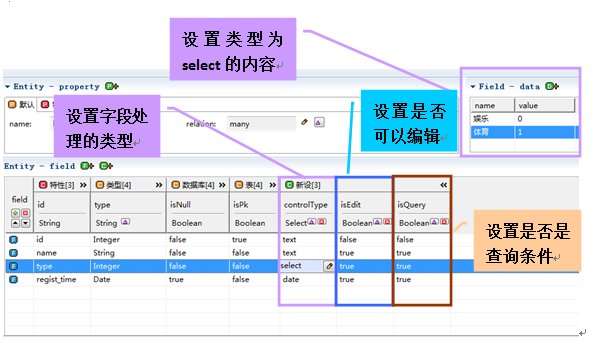 设置类型为
select 的内容
Entity - property
默认
name:
relation:
many
设置字段处
理的类型
设置是否
可以编辑
Field - data
name value
娱乐 0
体育 1
Entity - field
field 特性[3] 类型[4] 数据库[4] 表[4] 新设[3]
id type isNull isPk controlType isEdit isQuery
String String Boolean Boolean Select Boolean Boolean
id Integer false true text false false
name String true false text true true
type Integer false false select true true
regist_time Date true false date true true
设置是否是
查询条件